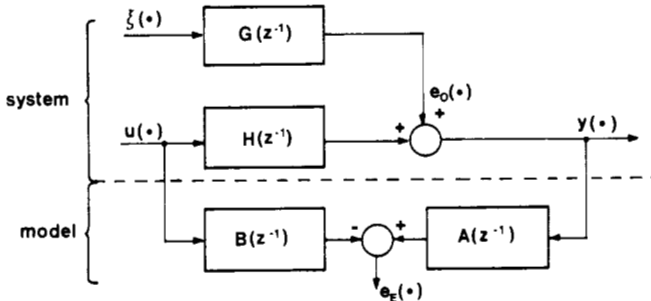 ξ(•)
G(z⁻¹)
system
e₀(•)
+
u(•)
H(z⁻¹)
+
y(•)
model
B(z⁻¹)
-
+
A(z⁻¹)
e_E(•)